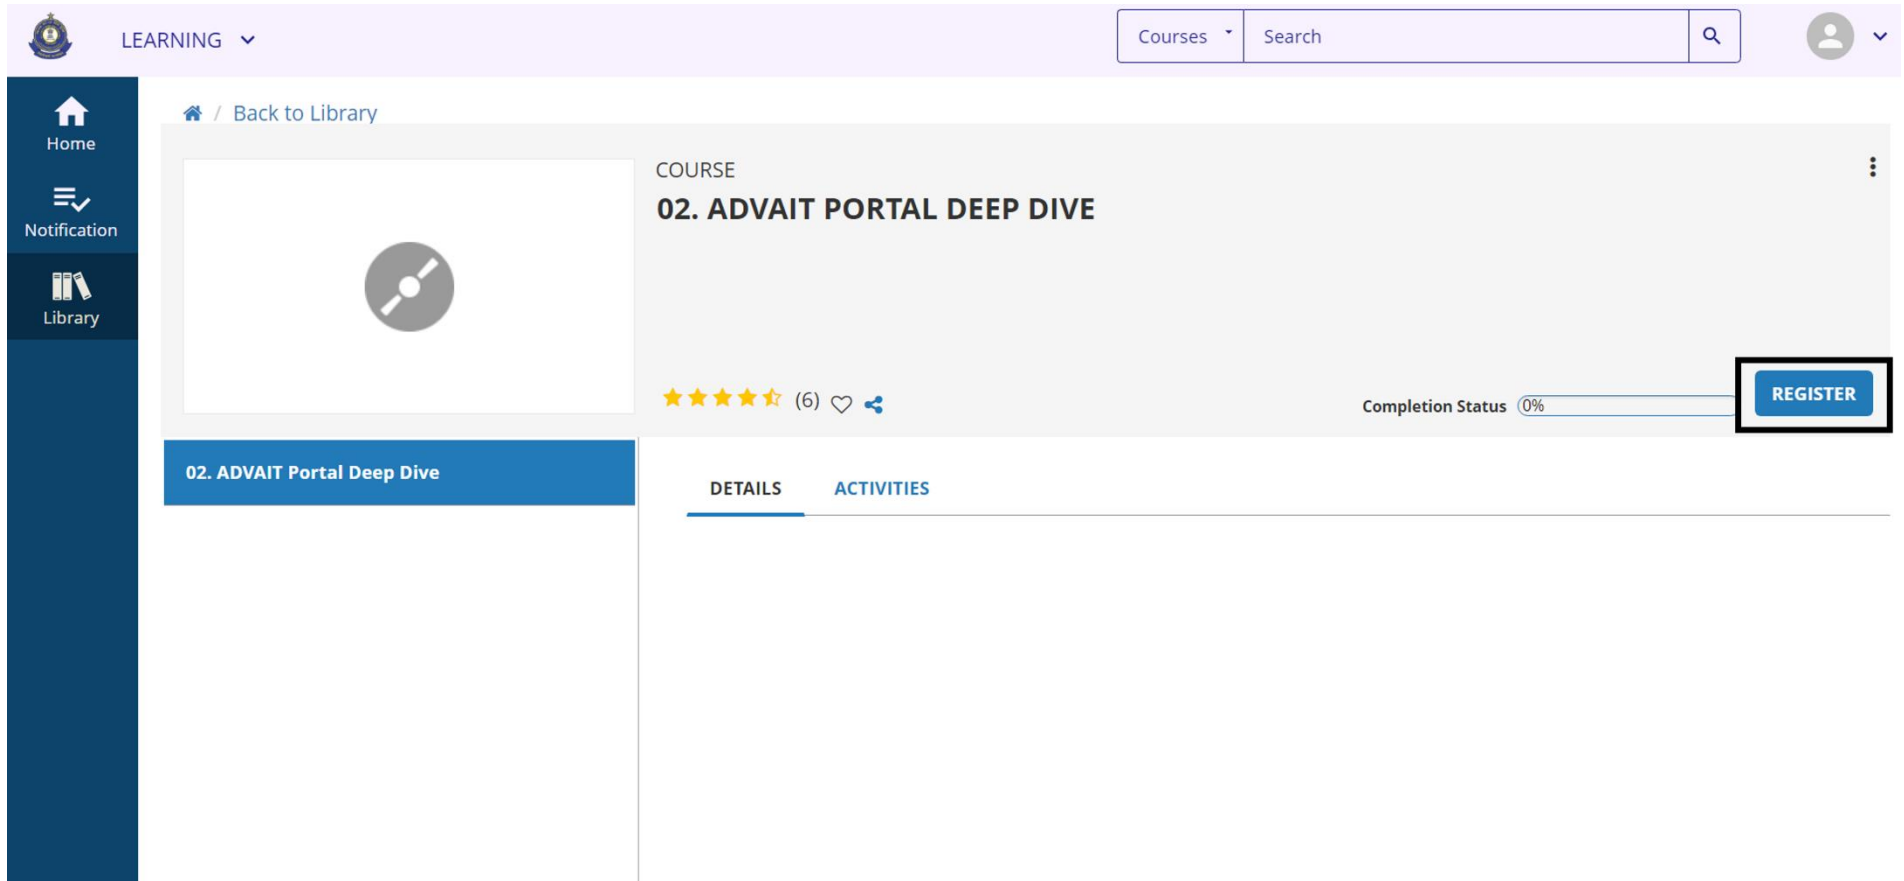 LEARNING
Courses
Search
Home
Notification
Library
/ Back to Library
COURSE
02. ADVAIT PORTAL DEEP DIVE
(6)
Completion Status 0%
REGISTER
02. ADVAIT Portal Deep Dive
DETAILS ACTIVITIES